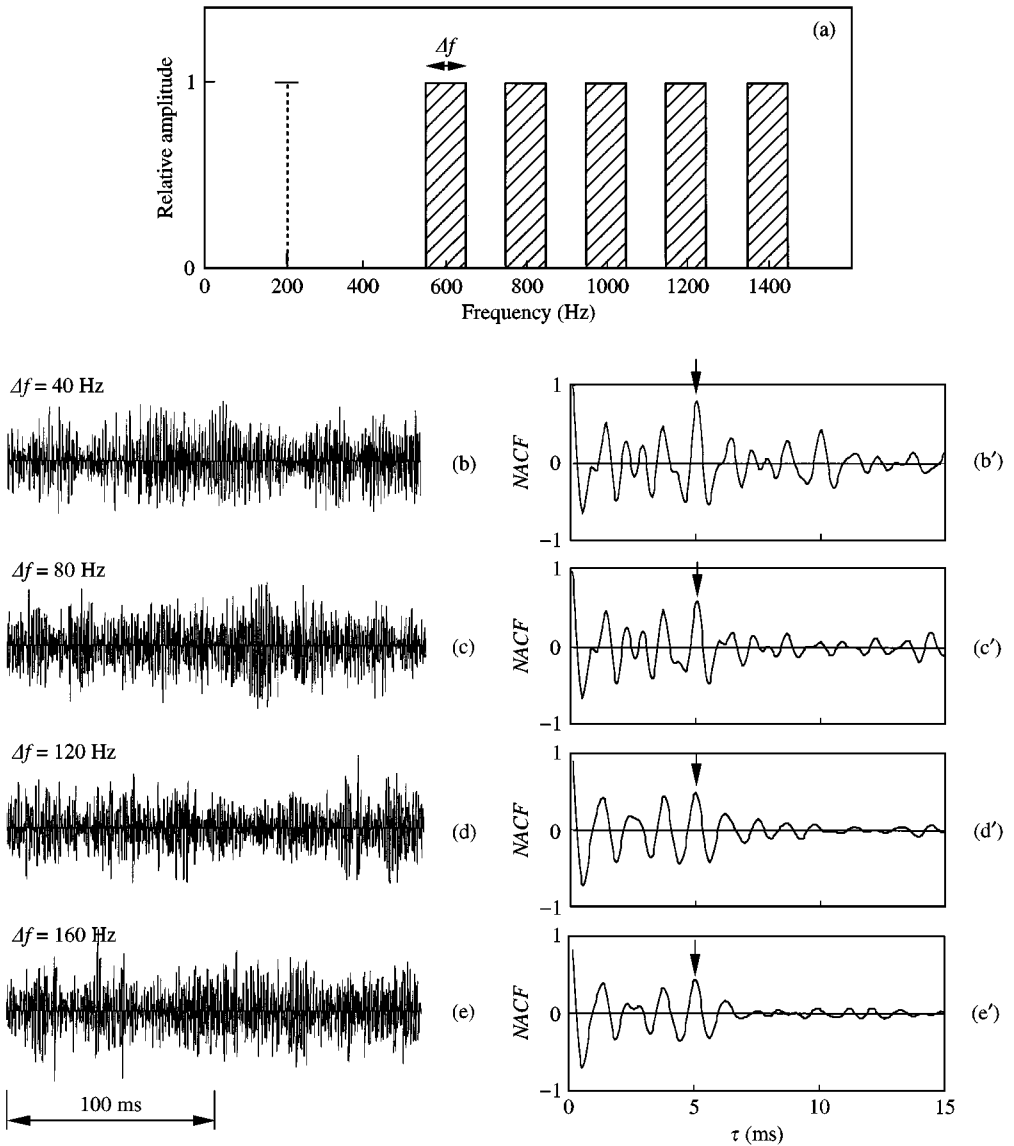 (a)
Δf
1
Relative amplitude
0
0 200 400 600 800 1000 1200 1400
Frequency (Hz)
Δf = 40 Hz
(b)
1
0
−1
NACF
(b′)
Δf = 80 Hz
(c)
1
0
−1
NACF
(c′)
Δf = 120 Hz
(d)
1
0
−1
NACF
(d′)
Δf = 160 Hz
(e)
1
0
−1
NACF
(e′)
100 ms
0 5 10 15
τ (ms)